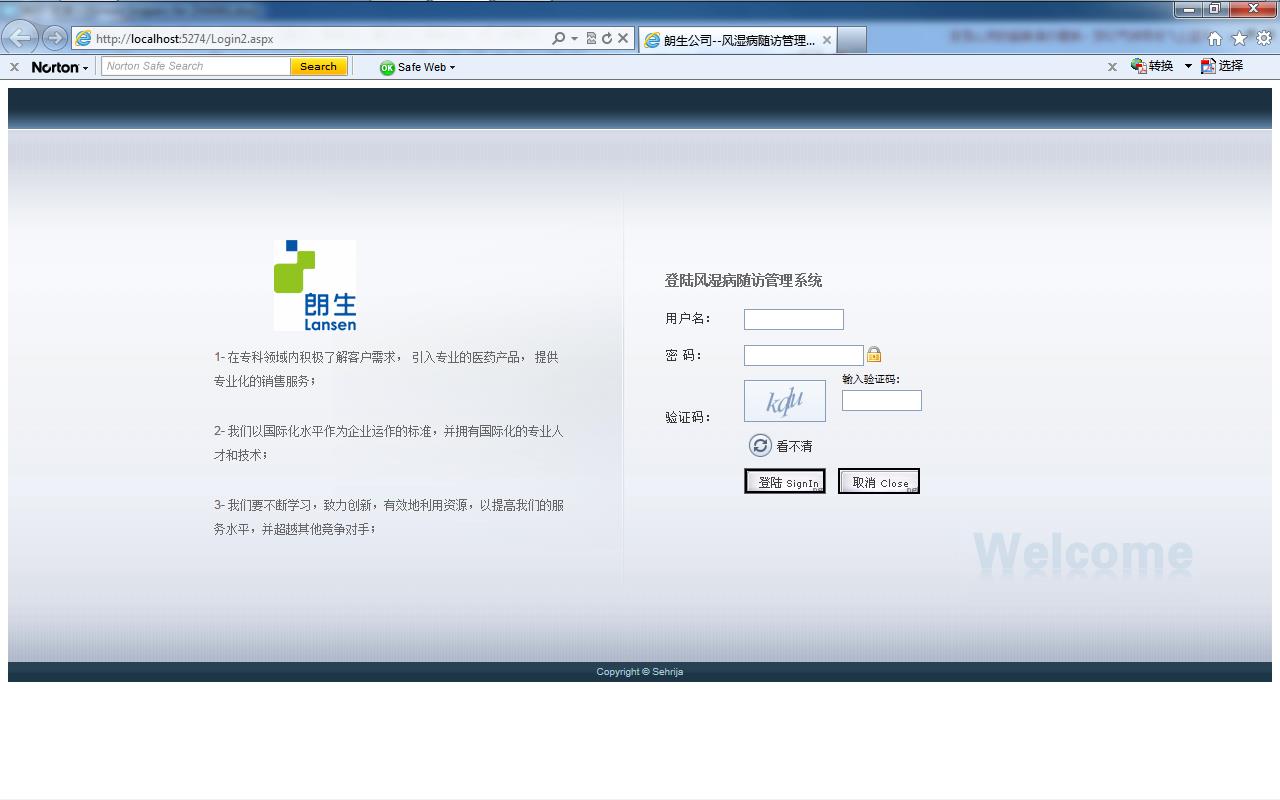 http://localhost:5274/Login2.aspx
朗生公司--风湿病随访管理...
Norton
Norton Safe Search
Search
OK Safe Web
转换
选择
朗生
Lansen
1- 在专科领域内积极了解客户需求， 引入专业的医药产品， 提供
专业化的销售服务；
2- 我们以国际化水平作为企业运作的标准，并拥有国际化的专业人
才和技术；
3- 我们要不断学习，致力创新，有效地利用资源，以提高我们的服
务水平，并超越其他竞争对手；
登陆风湿病随访管理系统
用户名：
密 码：
输入验证码:
验证码：
看不清
登陆 SignIn
取消 Close
Welcome
Copyright © Sehrija